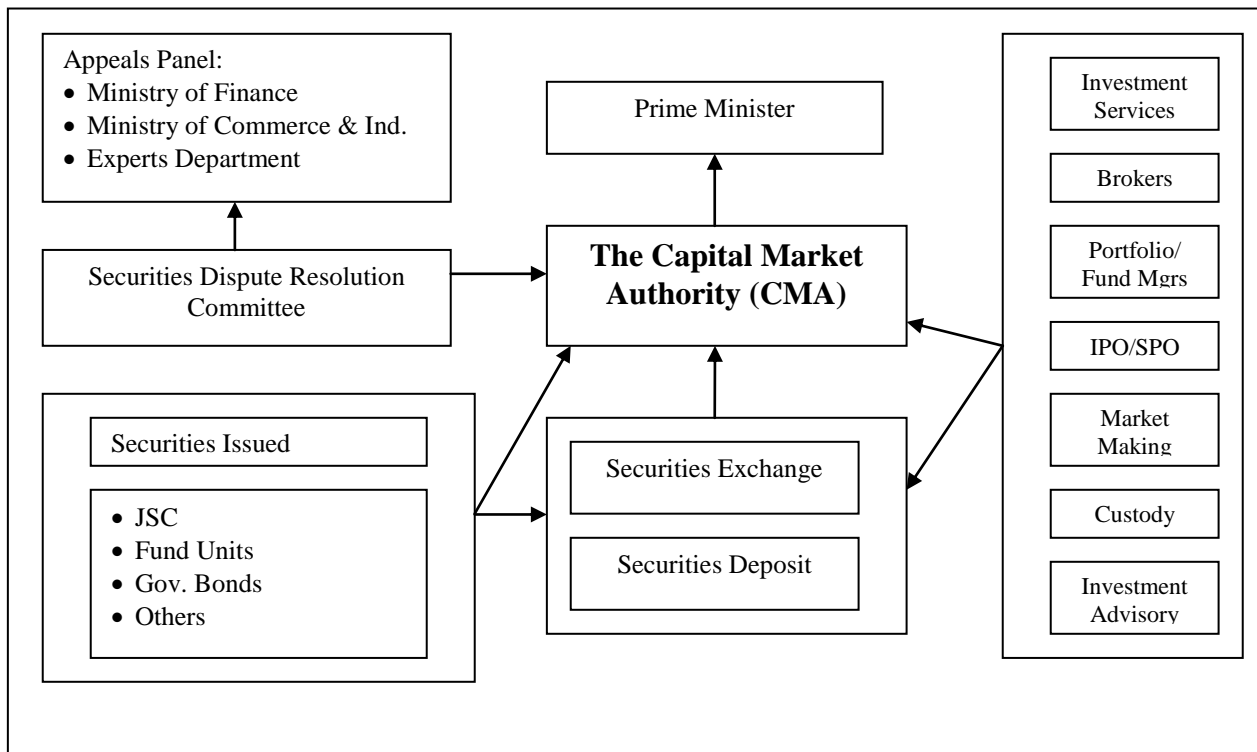 Appeals Panel:
• Ministry of Finance
• Ministry of Commerce & Ind.
• Experts Department
Prime Minister
Securities Dispute Resolution
Committee
The Capital Market
Authority (CMA)
Securities Issued
• JSC
• Fund Units
• Gov. Bonds
• Others
Securities Exchange
Securities Deposit
Investment
Services
Brokers
Portfolio/
Fund Mgrs
IPO/SPO
Market
Making
Custody
Investment
Advisory